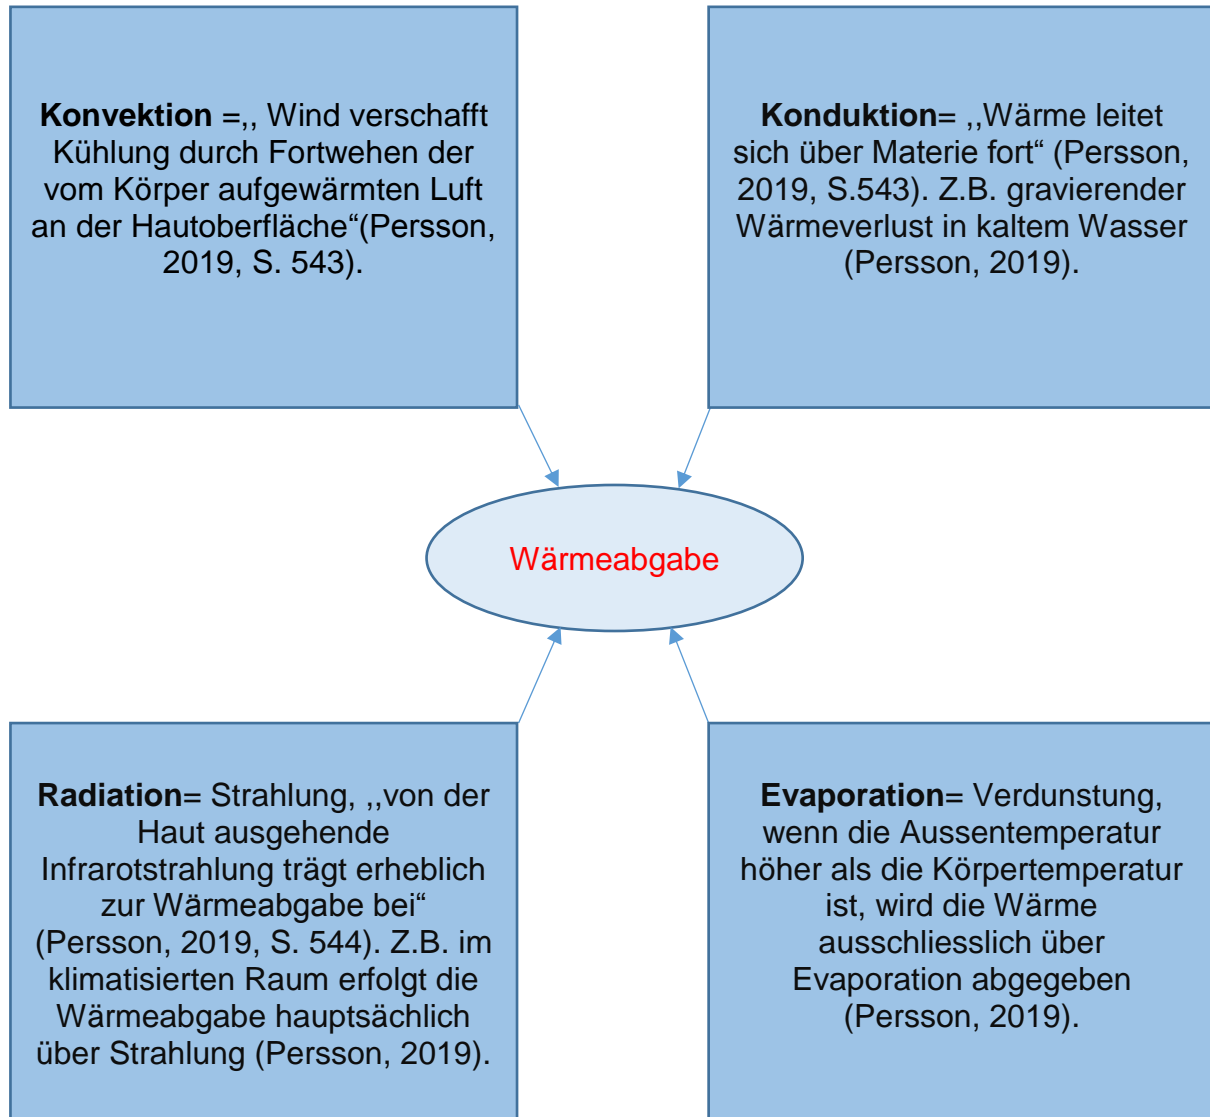 Konvektion =,, Wind verschafft
Kühlung durch Fortwehen der
vom Körper aufgewärmten Luft
an der Hautoberfläche“(Persson,
2019, S. 543).
Konduktion= ,,Wärme leitet
sich über Materie fort“ (Persson,
2019, S.543). Z.B. gravierender
Wärmeverlust in kaltem Wasser
(Persson, 2019).
Wärmeabgabe
Radiation= Strahlung, ,,von der
Haut ausgehende
Infrarotstrahlung trägt erheblich
zur Wärmeabgabe bei“
(Persson, 2019, S. 544). Z.B. im
klimatisierten Raum erfolgt die
Wärmeabgabe hauptsächlich
über Strahlung (Persson, 2019).
Evaporation= Verdunstung,
wenn die Aussentemperatur
höher als die Körpertemperatur
ist, wird die Wärme
ausschliesslich über
Evaporation abgegeben
(Persson, 2019).